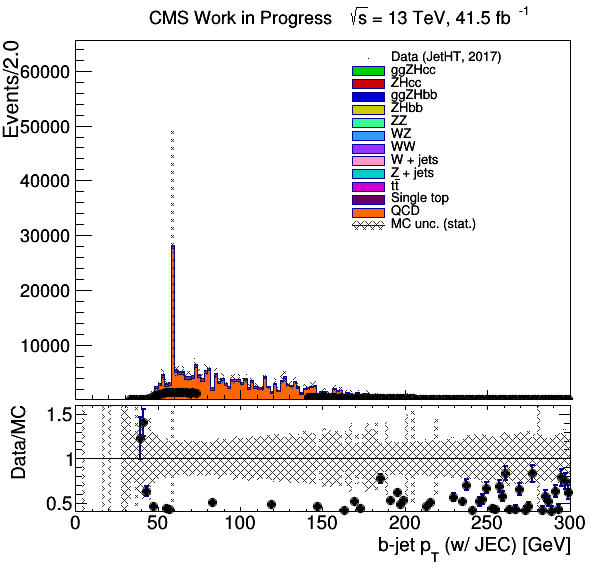 CMS Work in Progress √s = 13 TeV, 41.5 fb⁻¹
Events/2.0
60000
50000
40000
30000
20000
10000
Data (JetHT, 2017)
ggZHcc
ZHcc
ggZHbb
ZHbb
ZZ
WZ
WW
W + jets
Z + jets
tt̄
Single top
QCD
MC unc. (stat.)
Data/MC
1.5
1
0.5
0 50 100 150 200 250 300
b-jet p_T (w/ JEC) [GeV]